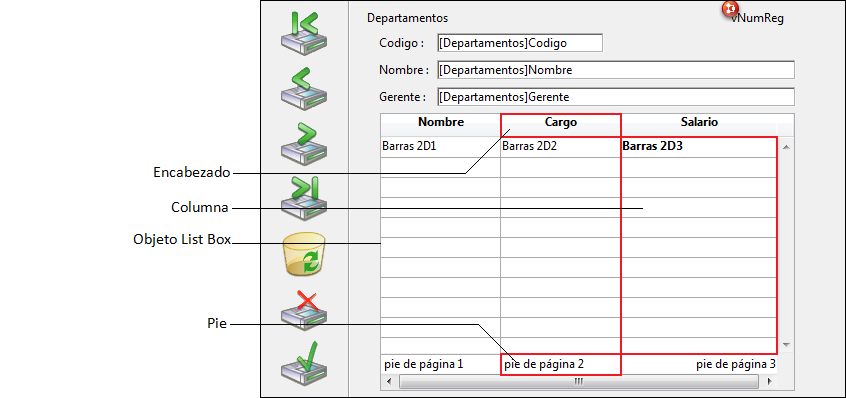 Departamentos
vNumReg
Codigo :
[Departamentos]Codigo
Nombre :
[Departamentos]Nombre
Gerente :
[Departamentos]Gerente
Nombre
Cargo
Salario
Barras 2D1
Barras 2D2
Barras 2D3
Encabezado
Columna
Objeto List Box
Pie
pie de página 1
pie de página 2
pie de página 3